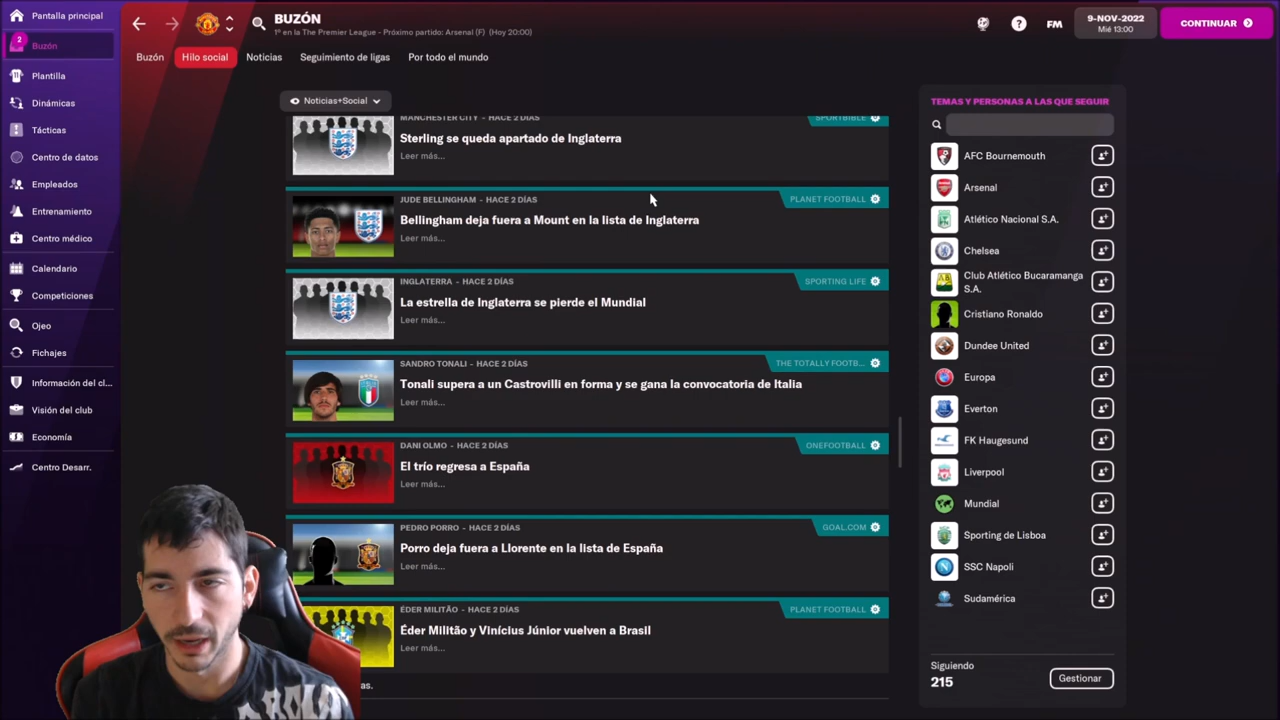 Pantalla principal
2
Buzón
Plantilla
Dinámicas
Tácticas
Centro de datos
Empleados
Entrenamiento
Centro médico
Calendario
Competiciones
Ojeo
Fichajes
Información del cl...
Visión del club
Economía
Centro Desarr.
BUZÓN
1º en la The Premier League - Próximo partido: Arsenal (F) (Hoy 20:00)
FM
9-NOV-2022
Mié 13:00
CONTINUAR
Buzón
Hilo social
Noticias
Seguimiento de ligas
Por todo el mundo
Noticias+Social
MANCHESTER CITY - HACE 2 DÍAS
SPORTBIBLE
Sterling se queda apartado de Inglaterra
Leer más...
JUDE BELLINGHAM - HACE 2 DÍAS
PLANET FOOTBALL
Bellingham deja fuera a Mount en la lista de Inglaterra
Leer más...
INGLATERRA - HACE 2 DÍAS
SPORTING LIFE
La estrella de Inglaterra se pierde el Mundial
Leer más...
SANDRO TONALI - HACE 2 DÍAS
THE TOTALLY FOOTB...
Tonali supera a un Castrovilli en forma y se gana la convocatoria de Italia
Leer más...
DANI OLMO - HACE 2 DÍAS
ONEFOOTBALL
El trío regresa a España
Leer más...
PEDRO PORRO - HACE 2 DÍAS
GOAL.COM
Porro deja fuera a Llorente en la lista de España
Leer más...
ÉDER MILITÃO - HACE 2 DÍAS
PLANET FOOTBALL
Éder Militão y Vinícius Júnior vuelven a Brasil
Leer más...
TEMAS Y PERSONAS A LAS QUE SEGUIR
AFC Bournemouth
Arsenal
Atlético Nacional S.A.
Chelsea
Club Atlético Bucaramanga
S.A.
Cristiano Ronaldo
Dundee United
Europa
Everton
FK Haugesund
Liverpool
Mundial
Sporting de Lisboa
SSC Napoli
Sudamérica
Siguiendo
215
Gestionar